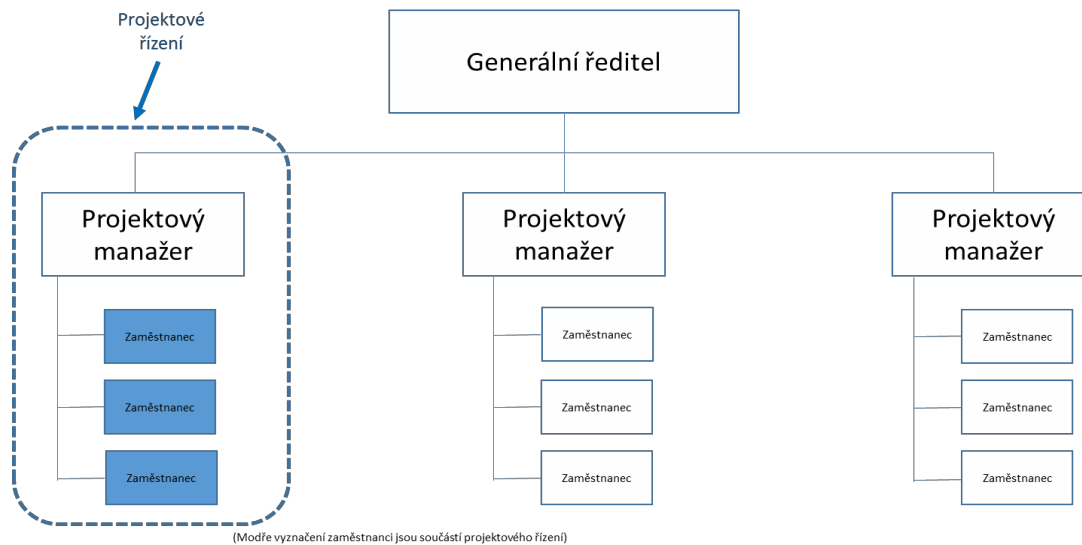 Projektové
řízení
Generální ředitel
Projektový
manažer
Projektový
manažer
Projektový
manažer
Zaměstnanec
Zaměstnanec
Zaměstnanec
Zaměstnanec
Zaměstnanec
Zaměstnanec
Zaměstnanec
Zaměstnanec
Zaměstnanec
(Modře vyznačení zaměstnanci jsou součástí projektového řízení)